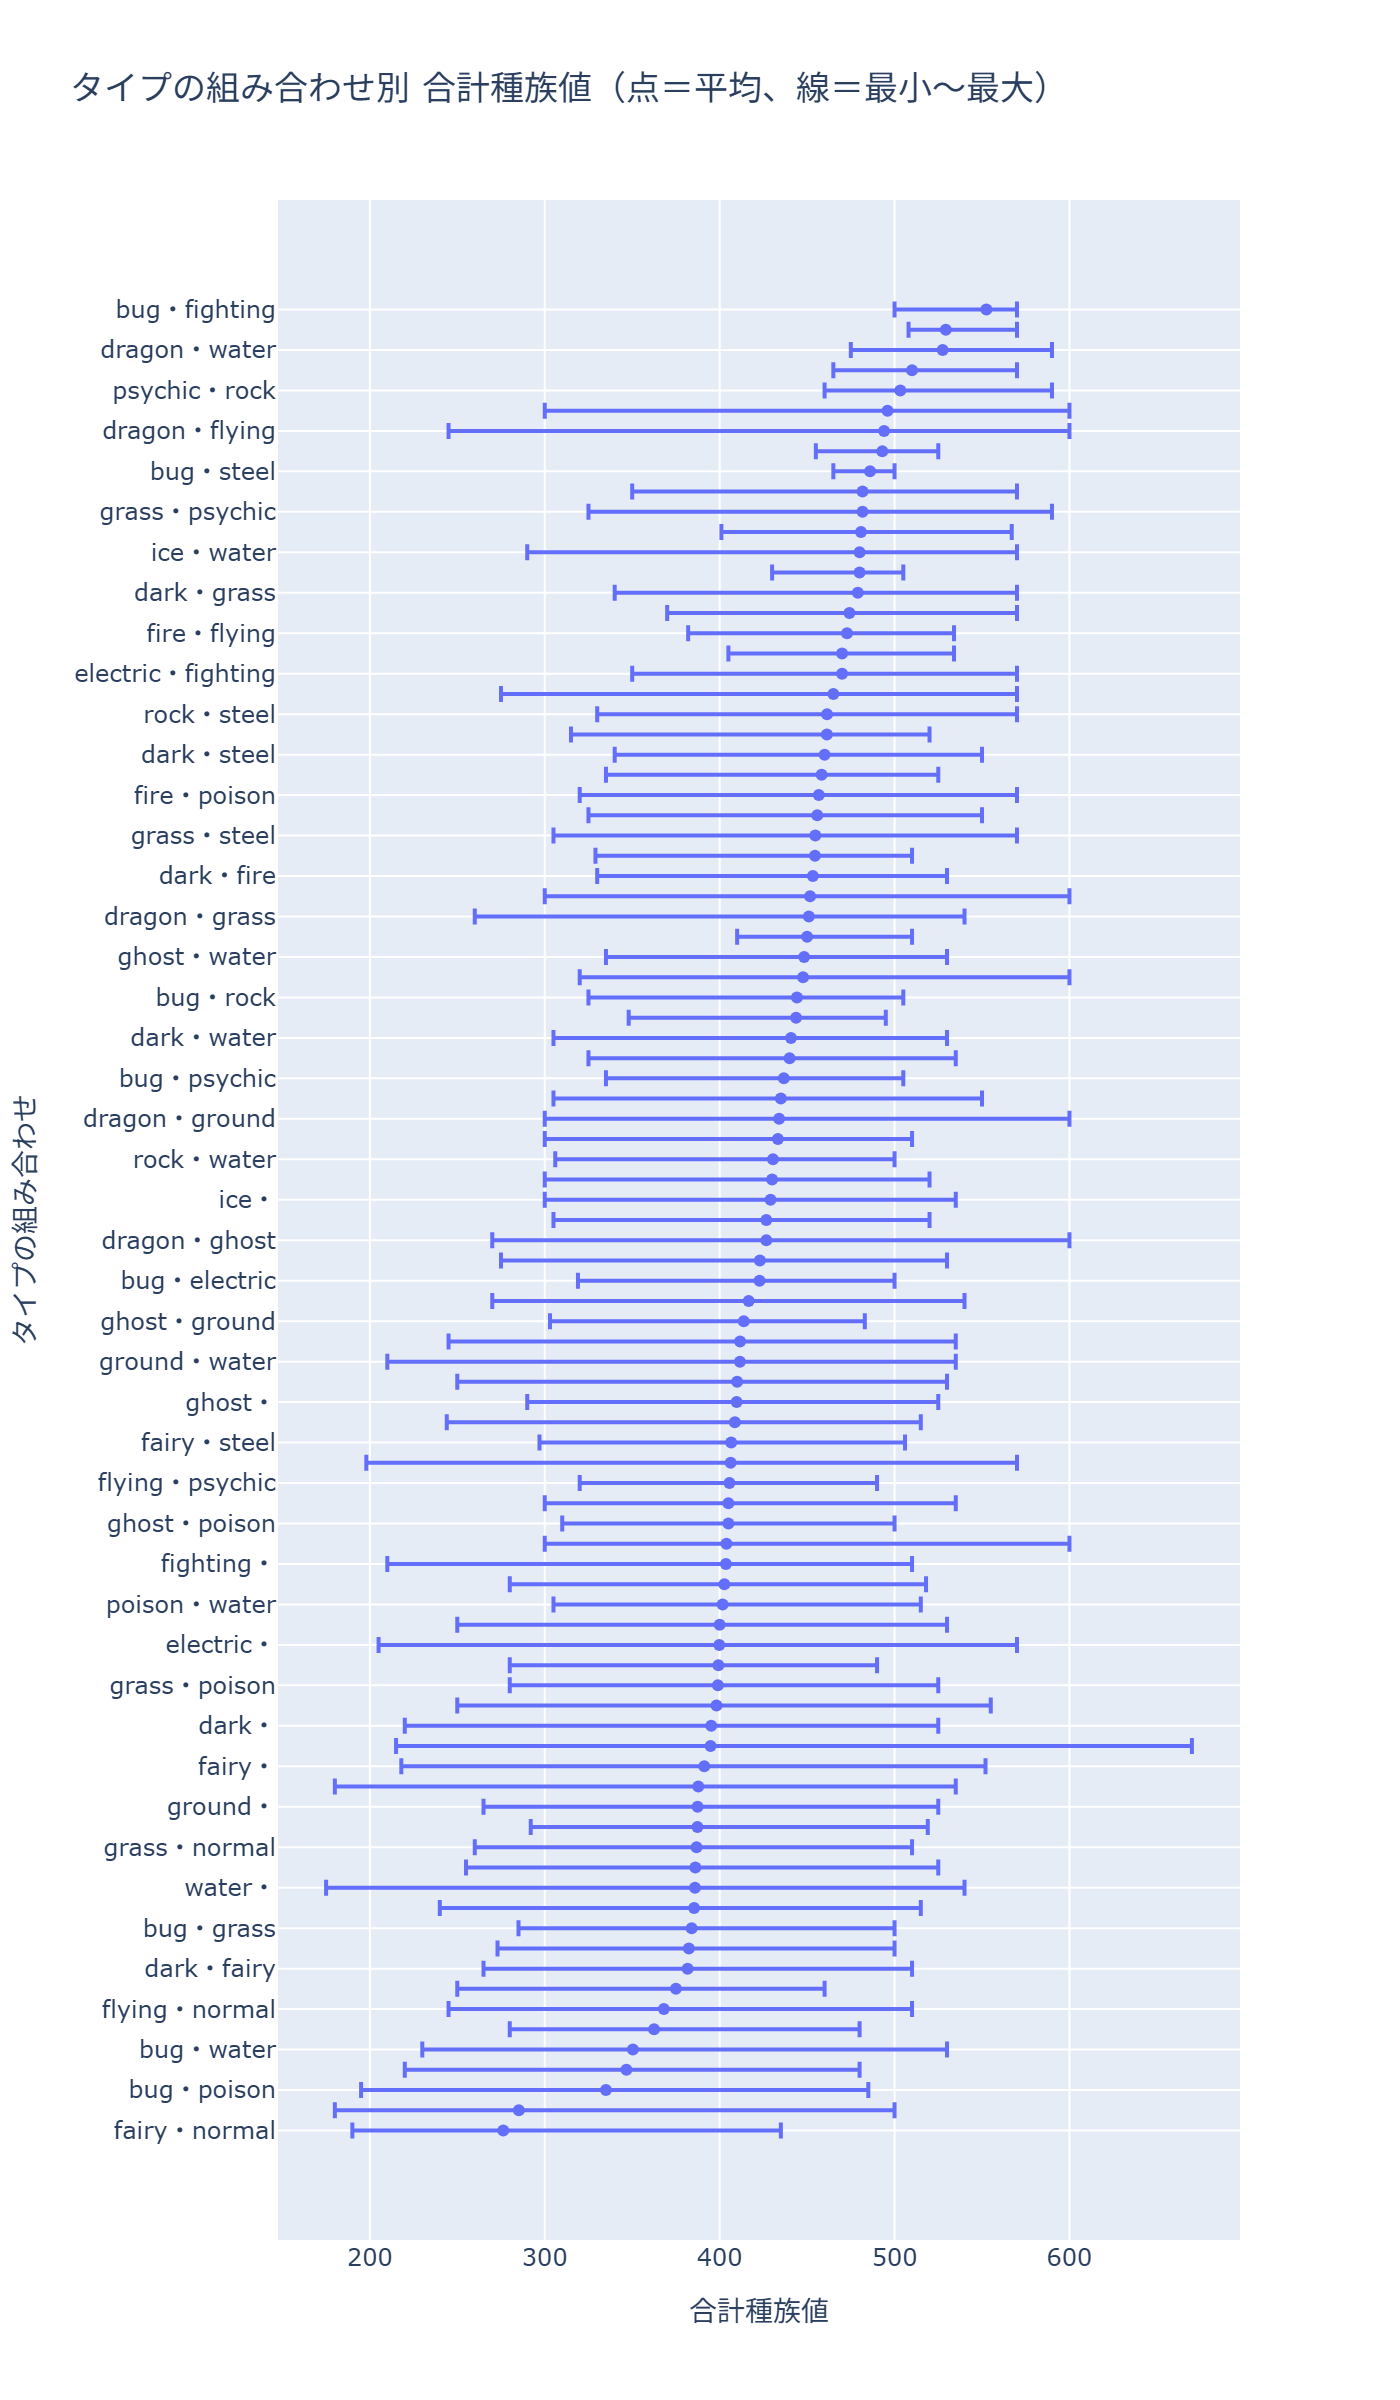 タイプの組み合わせ別 合計種族値（点＝平均、線＝最小～最大）
bug・fighting
dragon・water
psychic・rock
dragon・flying
bug・steel
grass・psychic
ice・water
dark・grass
fire・flying
electric・fighting
rock・steel
dark・steel
fire・poison
grass・steel
dark・fire
dragon・grass
ghost・water
bug・rock
dark・water
bug・psychic
dragon・ground
rock・water
ice・
dragon・ghost
bug・electric
ghost・ground
ground・water
ghost・
fairy・steel
flying・psychic
ghost・poison
fighting・
poison・water
electric・
grass・poison
dark・
fairy・
ground・
grass・normal
water・
bug・grass
dark・fairy
flying・normal
bug・water
bug・poison
fairy・normal
タイプの組み合わせ
200 300 400 500 600
合計種族値